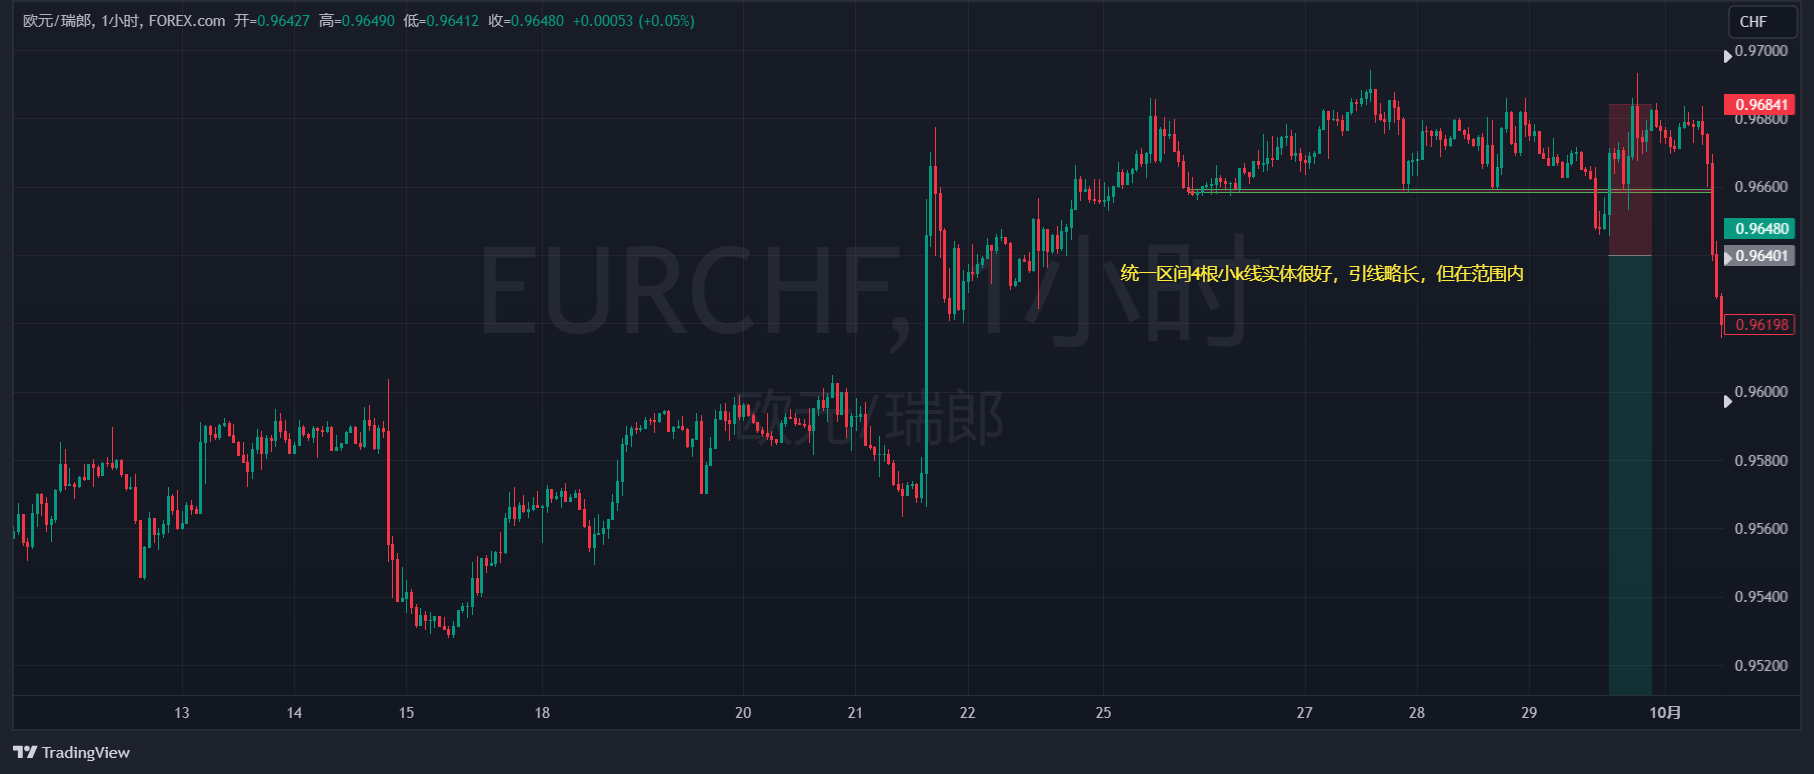 欧元/瑞郎, 1小时, FOREX.com 开=0.96427 高=0.96490 低=0.96412 收=0.96480 +0.00053 (+0.05%)
CHF
0.97000
0.96841
0.96800
0.96600
0.96480
0.96401
0.96198
0.96000
0.95800
0.95600
0.95400
0.95200
EURCHF, 1小时
欧元/瑞郎
统一区间4根小k线实体很好，引线略长，但在范围内
13 14 15 18 20 21 22 25 27 28 29 10月
TradingView